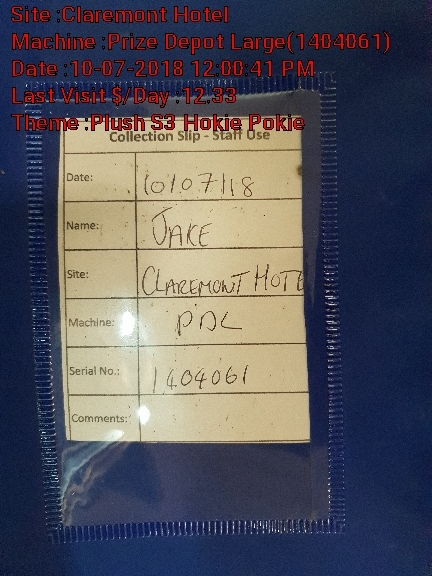 Site :Claremont Hotel
Machine :Prize Depot Large(1404061)
Date :10-07-2018 12:00:41 PM
Last Visit $/Day :12.33
Theme :Plush S3 Hokie Pokie
Collection Slip - Staff Use
Date: 10/07/18
Name: JAKE
Site: CLAREMONT HOTE
Machine: PDL
Serial No.: 1404061
Comments: